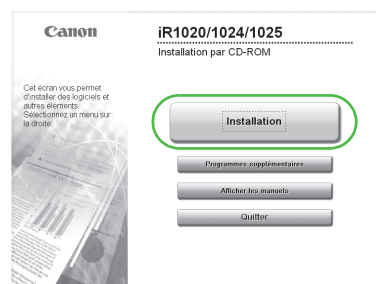 Canon
iR1020/1024/1025
Installation par CD-ROM
Cet écran vous permet
d'installer des logiciels et
autres éléments.
Sélectionnez un menu sur
la droite.
Installation
Programmes supplémentaires
Afficher les manuels
Quitter